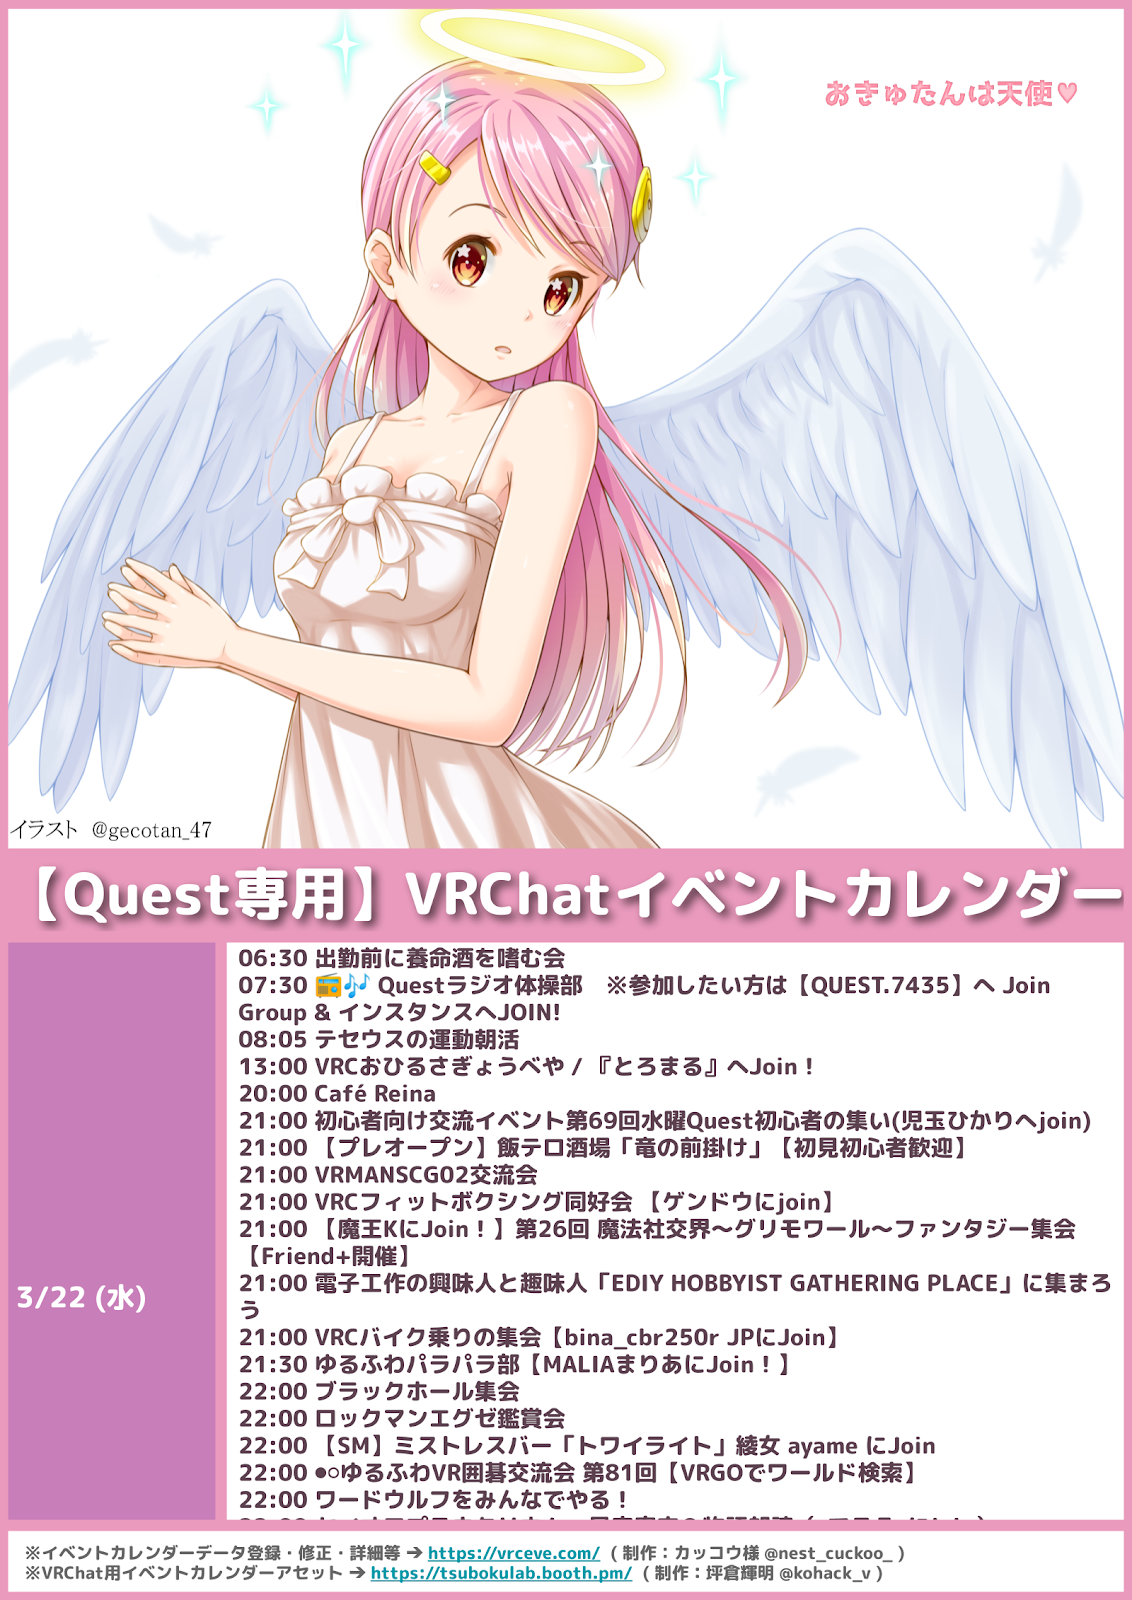 おきゅたんは天使♥
イラスト @gecotan_47
【Quest専用】VRChatイベントカレンダー
3/22 (水)
06:30 出勤前に養命酒を嗜む会
07:30 📻🎶 Questラジオ体操部　※参加したい方は【QUEST.7435】へ Join
Group & インスタンスへJOIN!
08:05 テセウスの運動朝活
13:00 VRCおひるさぎょうべや / 『とろまる』へJoin！
20:00 Café Reina
21:00 初心者向け交流イベント第69回水曜Quest初心者の集い(児玉ひかりへjoin)
21:00 【プレオープン】飯テロ酒場「竜の前掛け」【初見初心者歓迎】
21:00 VRMANSCG02交流会
21:00 VRCフィットボクシング同好会 【ゲンドウにjoin】
21:00 【魔王KにJoin！】第26回 魔法社交界～グリモワール～ファンタジー集会
【Friend+開催】
21:00 電子工作の興味人と趣味人「EDIY HOBBYIST GATHERING PLACE」に集まろ
う
21:00 VRCバイク乗りの集会【bina_cbr250r JPにJoin】
21:30 ゆるふわパラパラ部【MALIAまりあにJoin！】
22:00 ブラックホール集会
22:00 ロックマンエグゼ鑑賞会
22:00 【SM】ミストレスバー「トワイライト」綾女 ayame にJoin
22:00 ●○ゆるふわVR囲碁交流会 第81回【VRGOでワールド検索】
22:00 ワードウルフをみんなでやる！
※イベントカレンダーデータ登録・修正・詳細等 ➔ https://vrceve.com/ ( 制作：カッコウ様 @nest_cuckoo_ )
※VRChat用イベントカレンダーアセット ➔ https://tsubokulab.booth.pm/ ( 制作：坪倉輝明 @kohack_v )